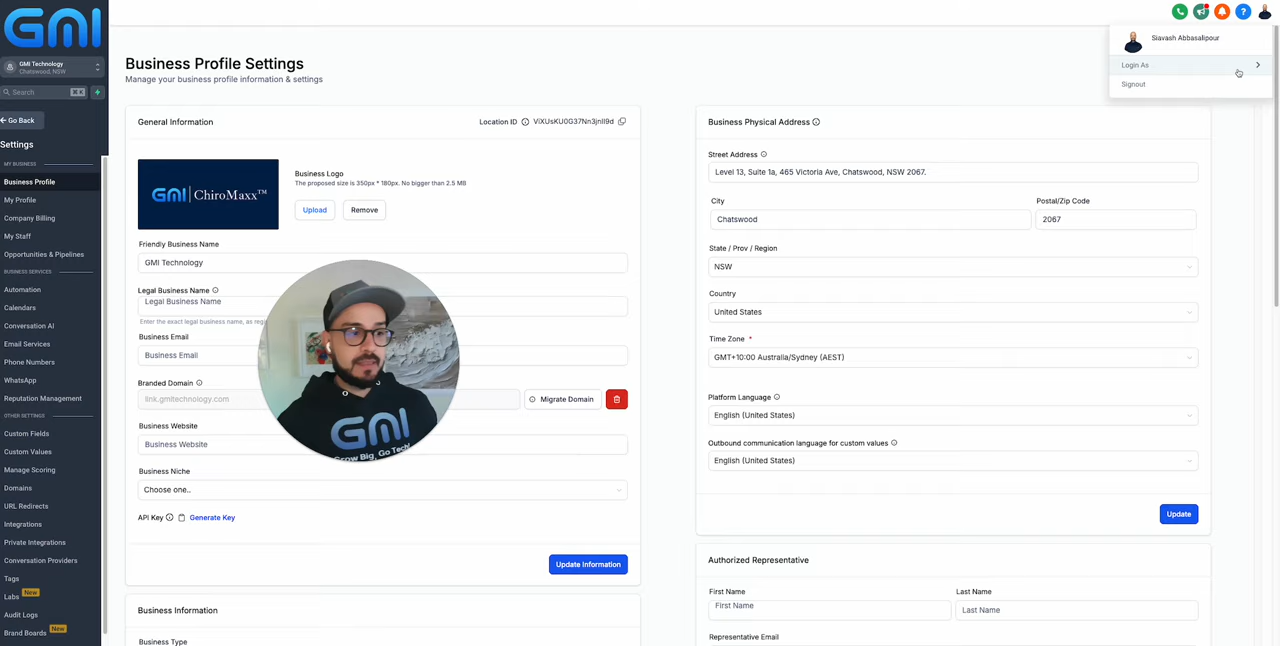 GMI
GMI Technology
Chatswood, NSW
Search
⌘K
Go Back
Settings
MY BUSINESS
Business Profile
My Profile
Company Billing
My Staff
Opportunities & Pipelines
BUSINESS SERVICES
Automation
Calendars
Conversation AI
Email Services
Phone Numbers
WhatsApp
Reputation Management
OTHER SETTINGS
Custom Fields
Custom Values
Manage Scoring
Domains
URL Redirects
Integrations
Private Integrations
Conversation Providers
Tags
Labs New
Audit Logs
Brand Boards New
Siavash Abbasalipour
Login As
Signout
Business Profile Settings
Manage your business profile information & settings
General Information
Location ID
GMI ChiroMaxx™
Business Logo
The proposed size is 350px * 180px. No bigger than 2.5 MB
Upload Remove
Friendly Business Name
GMI Technology
Legal Business Name
Legal Business Name
Enter the exact legal business name, as
Business Email
Business Email
Branded Domain
link.gmitechnology.com
Migrate Domain
Business Website
Business Website
Business Niche
Choose one..
API Key Generate Key
Update Information
GMI
Grow Big, Go Tech!
Business Information
Business Type
Business Physical Address
Street Address
Level 13, Suite 1a, 465 Victoria Ave, Chatswood, NSW 2067.
City
Chatswood
Postal/Zip Code
2067
State / Prov / Region
NSW
Country
United States
Time Zone *
GMT+10:00 Australia/Sydney (AEST)
Platform Language
English (United States)
Outbound communication language for custom values
English (United States)
Update
Authorized Representative
First Name
First Name
Last Name
Last Name
Representative Email